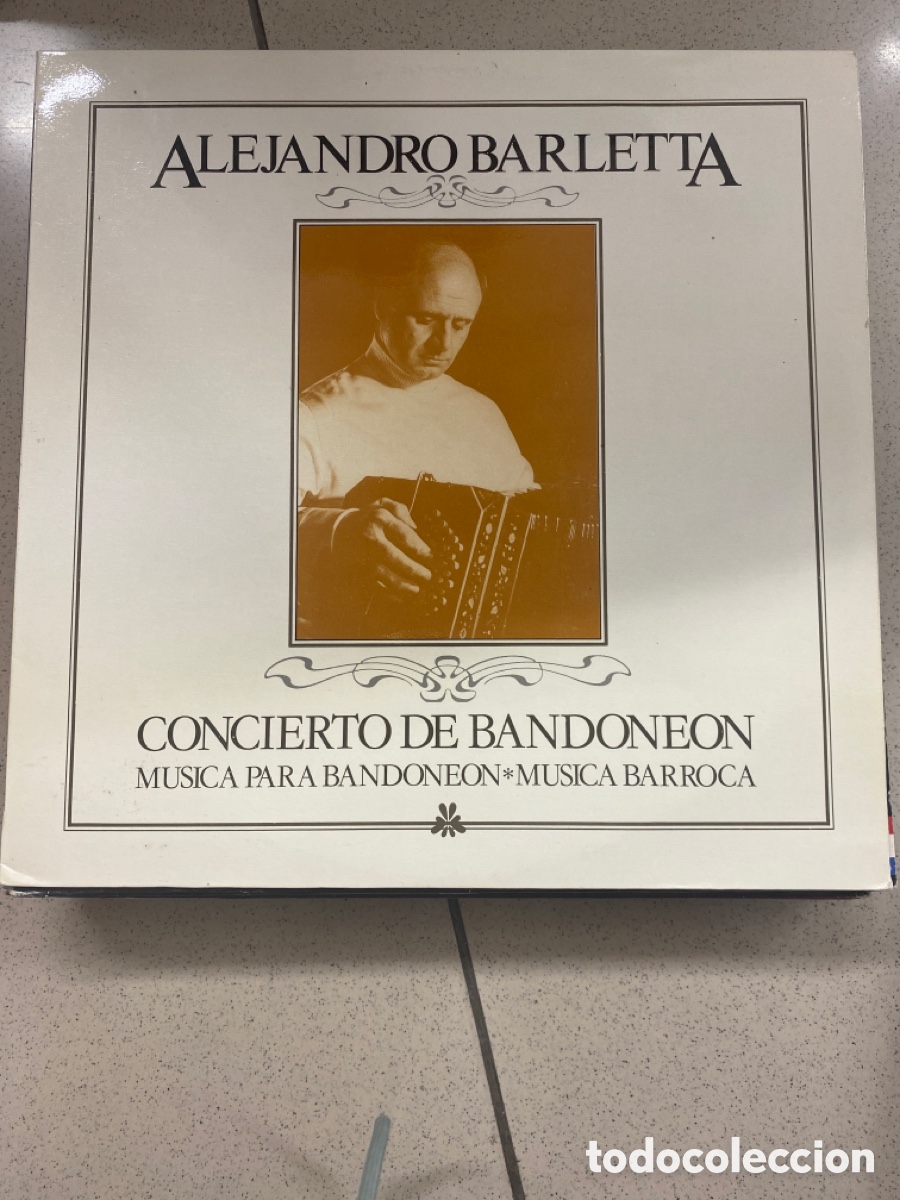 ALEJANDRO BARLETTA
CONCIERTO DE BANDONEON
MUSICA PARA BANDONEON*MUSICA BARROCA
todocoleccion